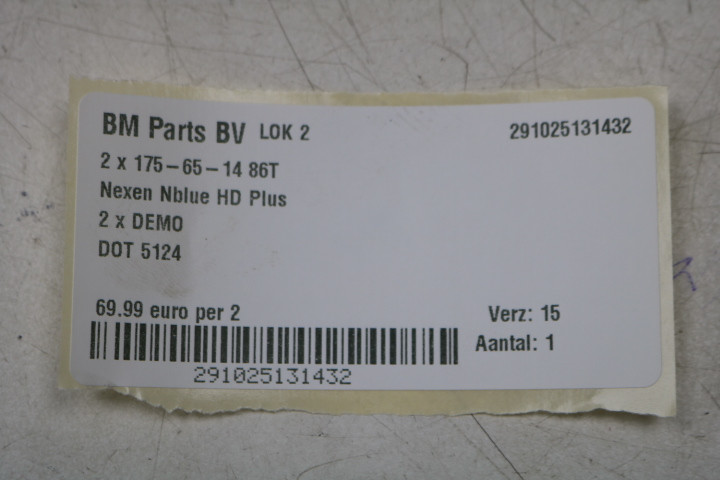 BM Parts BV LOK 2 291025131432
2 x 175-65-14 86T
Nexen Nblue HD Plus
2 x DEMO
DOT 5124
69.99 euro per 2 Verz: 15
Aantal: 1
291025131432